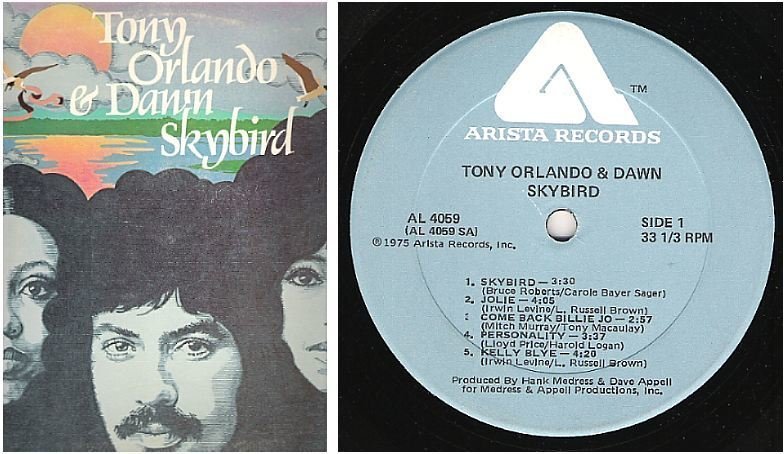 Tony
Orlando
& Dawn
Skybird
TM
ARISTA RECORDS
TONY ORLANDO & DAWN
SKYBIRD
AL 4059
(AL 4059 SA)
℗1975 Arista Records, Inc.
SIDE 1
33 1/3 RPM
1. SKYBIRD — 3:30
(Bruce Roberts/Carole Bayer Sager)
2. JOLIE — 4:05
(Irwin Levine/L. Russell Brown)
COME BACK BILLIE JO — 2:57
(Mitch Murray/Tony Macaulay)
4. PERSONALITY — 3:37
(Lloyd Price/Harold Logan)
5. KELLY BLYE — 4:20
(Irwin Levine/L. Russell Brown)
Produced By Hank Medress & Dave Appell
for Medress & Appell Productions, Inc.